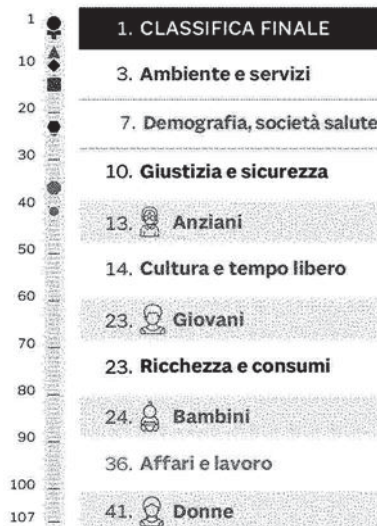 1
10
20
30
40
50
60
70
80
90
100
107
1. CLASSIFICA FINALE
3. Ambiente e servizi
7. Demografia, società salute
10. Giustizia e sicurezza
13. Anziani
14. Cultura e tempo libero
23. Giovani
23. Ricchezza e consumi
24. Bambini
36. Affari e lavoro
41. Donne